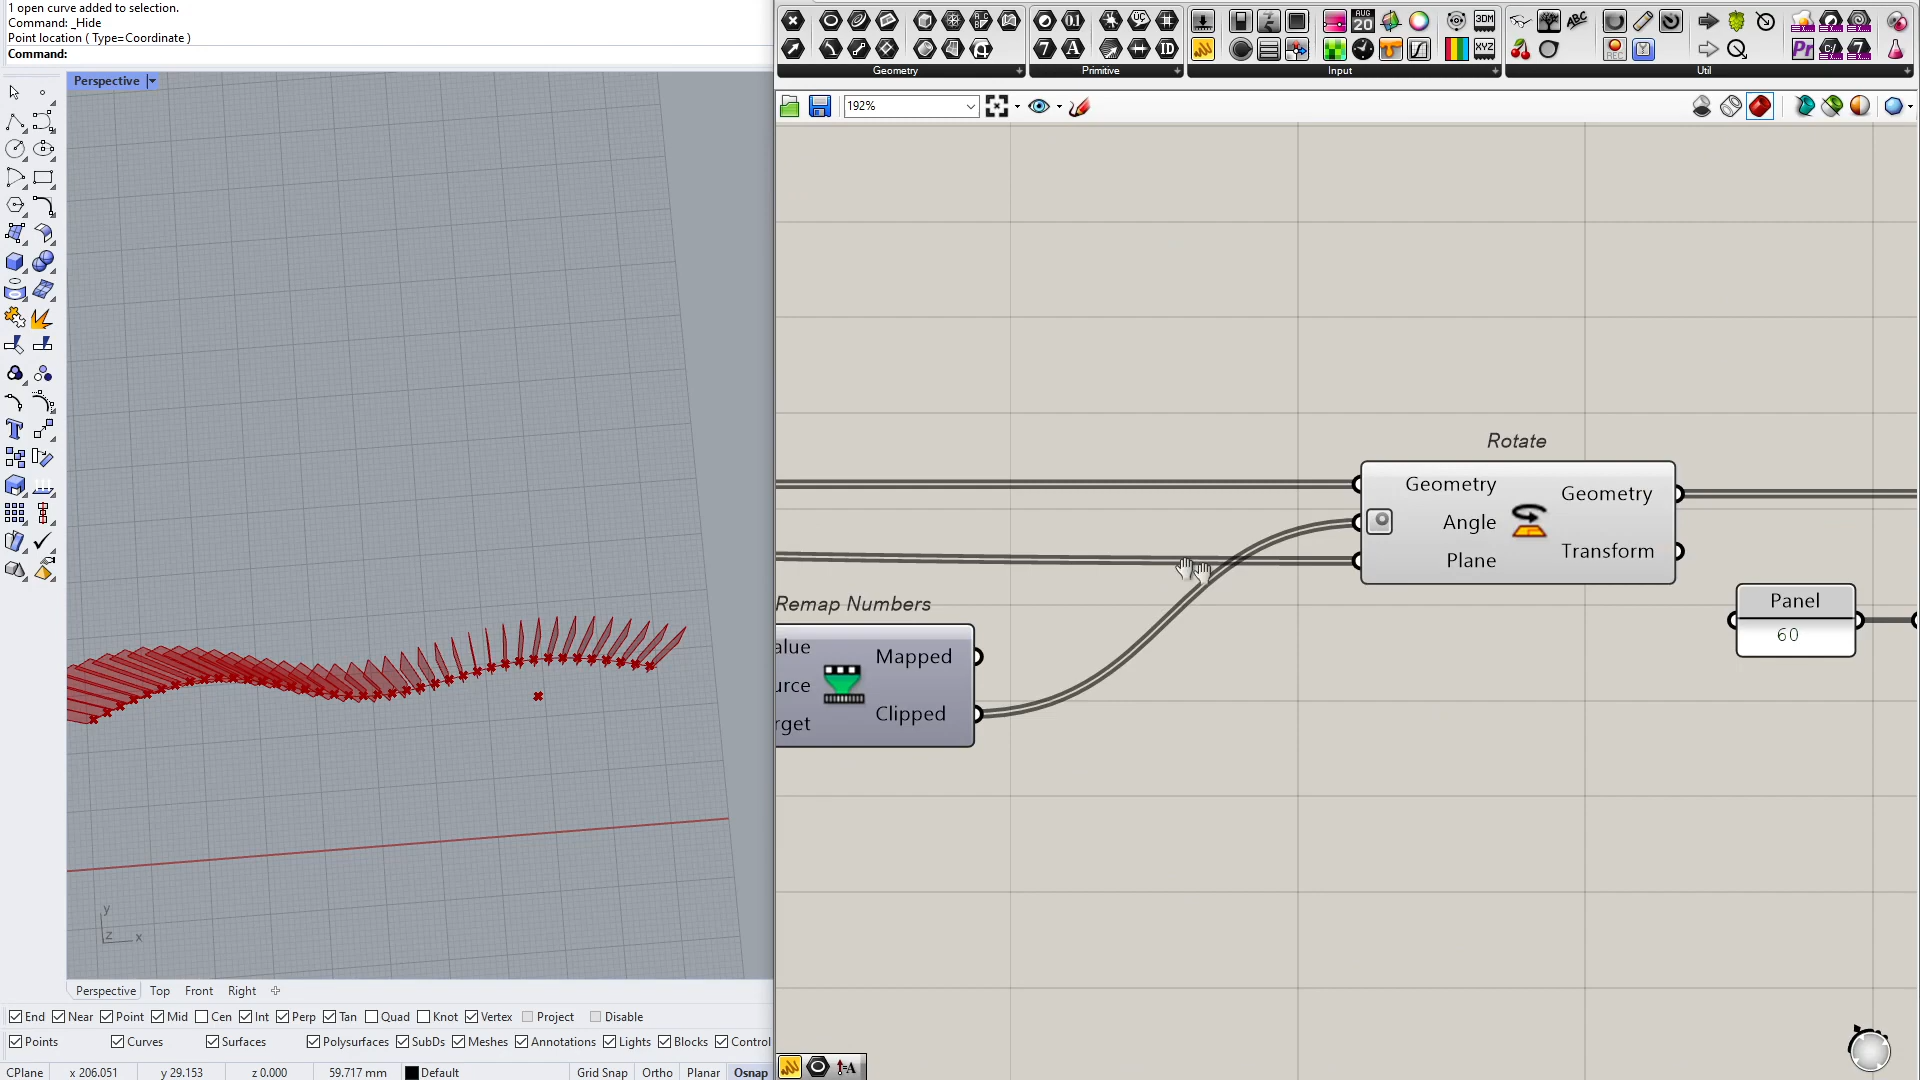 1 open curve added to selection.
Command: _Hide
Point location ( Type=Coordinate )
Command:
Perspective
Geometry
Primitive
Input
Util
192%
Rotate
Geometry
Angle
Plane
Geometry
Transform
Panel
60
Remap Numbers
alue
urce
rget
Mapped
Clipped
y
z x
Perspective Top Front Right
End Near Point Mid Cen Int Perp Tan Quad Knot Vertex Project Disable
Points Curves Surfaces Polysurfaces SubDs Meshes Annotations Lights Blocks Control
CPlane x 206.051 y 29.153 z 0.000 59.717 mm Default Grid Snap Ortho Planar Osnap